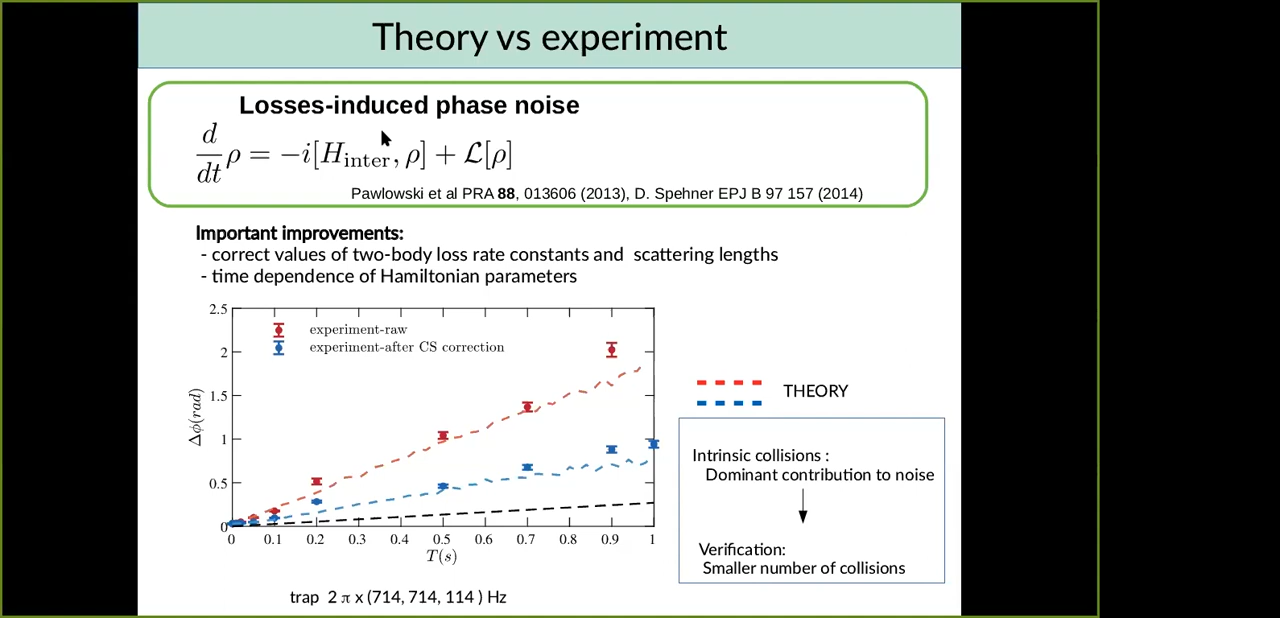 Theory vs experiment
Losses-induced phase noise
d/dt ρ = −i[H_inter, ρ] + ℒ[ρ]
Pawlowski et al PRA 88, 013606 (2013), D. Spehner EPJ B 97 157 (2014)
Important improvements:
- correct values of two-body loss rate constants and scattering lengths
- time dependence of Hamiltonian parameters
2.5
2
1.5
1
0.5
0
Δϕ(rad)
experiment-raw
experiment-after CS correction
0 0.1 0.2 0.3 0.4 0.5 0.6 0.7 0.8 0.9 1
T(s)
THEORY
Intrinsic collisions :
Dominant contribution to noise
Verification:
Smaller number of collisions
trap 2 π x (714, 714, 114 ) Hz